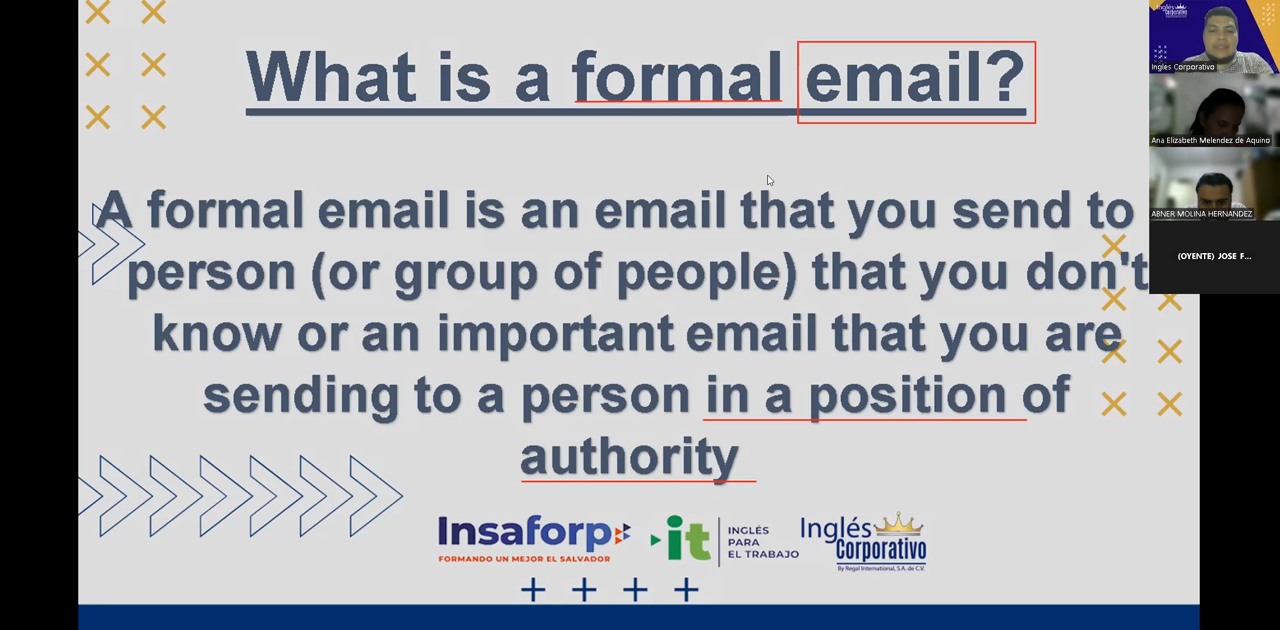 What is a formal email?
A formal email is an email that you send to
person (or group of people) that you don't
know or an important email that you are
sending to a person in a position of
authority
Insaforp
FORMANDO UN MEJOR EL SALVADOR
it
INGLÉS
PARA
EL TRABAJO
Inglés
Corporativo
By Regal International, S.A. de C.V.
Inglés
Corporativo
Inglés Corporativo
Ana Elizabeth Melendez de Aquino
ABNER MOLINA HERNANDEZ
(OYENTE) JOSE F...